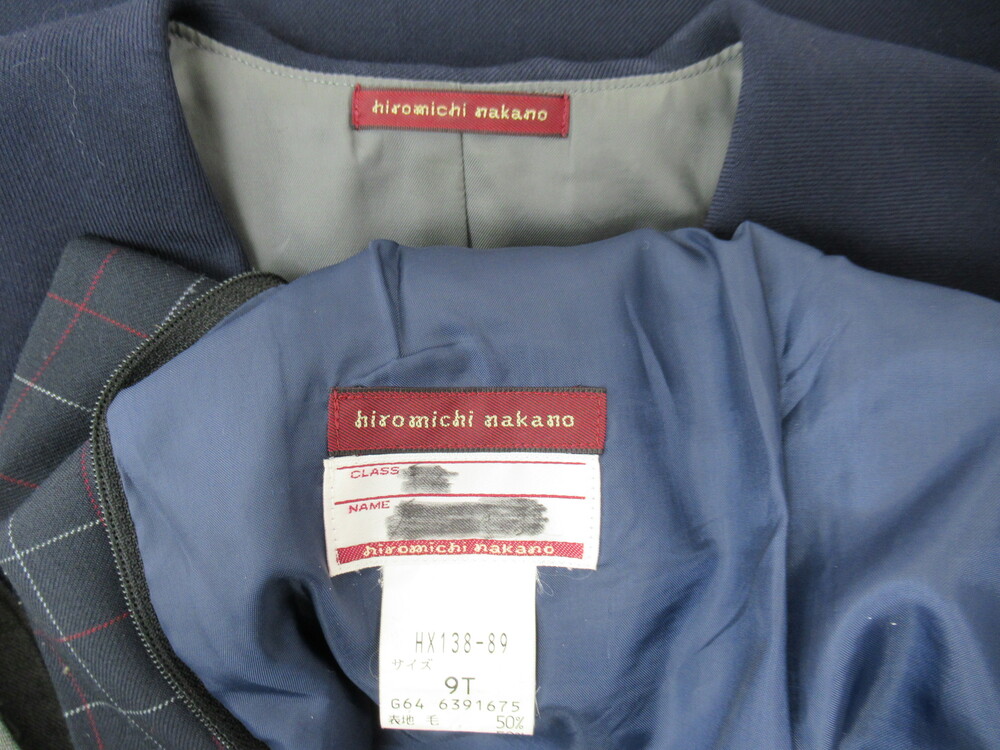 hiromichi nakano
hiromichi nakano
CLASS
NAME
hiromichi nakano
HX138-89
サイズ
9T
G64 6391675
表地 毛 50%